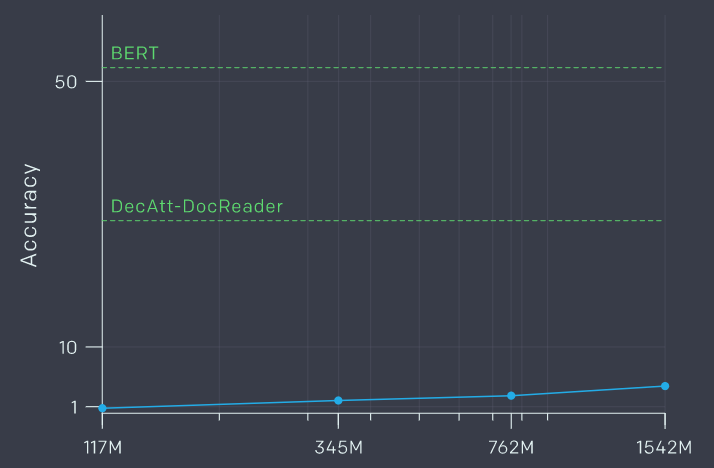 BERT
50
DecAtt-DocReader
Accuracy
10
1
117M 345M 762M 1542M